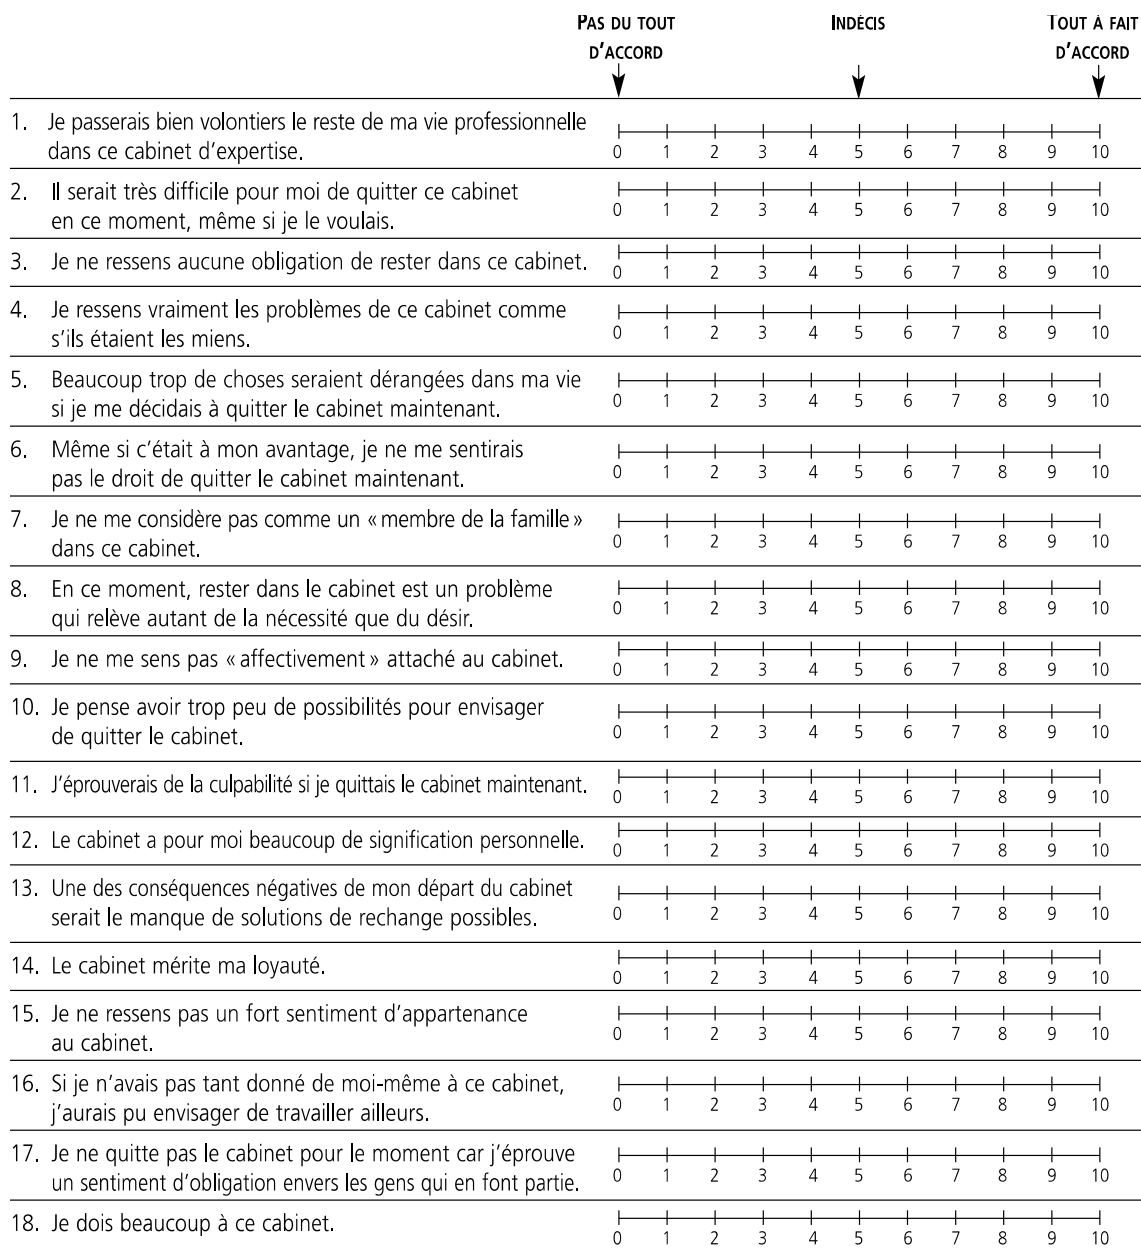 PAS DU TOUT INDÉCIS TOUT À FAIT
D'ACCORD D'ACCORD
1. Je passerais bien volontiers le reste de ma vie professionnelle
dans ce cabinet d'expertise.
0 1 2 3 4 5 6 7 8 9 10
2. Il serait très difficile pour moi de quitter ce cabinet
en ce moment, même si je le voulais.
0 1 2 3 4 5 6 7 8 9 10
3. Je ne ressens aucune obligation de rester dans ce cabinet.
0 1 2 3 4 5 6 7 8 9 10
4. Je ressens vraiment les problèmes de ce cabinet comme
s'ils étaient les miens.
0 1 2 3 4 5 6 7 8 9 10
5. Beaucoup trop de choses seraient dérangées dans ma vie
si je me décidais à quitter le cabinet maintenant.
0 1 2 3 4 5 6 7 8 9 10
6. Même si c'était à mon avantage, je ne me sentirais
pas le droit de quitter le cabinet maintenant.
0 1 2 3 4 5 6 7 8 9 10
7. Je ne me considère pas comme un «membre de la famille»
dans ce cabinet.
0 1 2 3 4 5 6 7 8 9 10
8. En ce moment, rester dans le cabinet est un problème
qui relève autant de la nécessité que du désir.
0 1 2 3 4 5 6 7 8 9 10
9. Je ne me sens pas «affectivement» attaché au cabinet.
0 1 2 3 4 5 6 7 8 9 10
10. Je pense avoir trop peu de possibilités pour envisager
de quitter le cabinet.
0 1 2 3 4 5 6 7 8 9 10
11. J'éprouverais de la culpabilité si je quittais le cabinet maintenant.
0 1 2 3 4 5 6 7 8 9 10
12. Le cabinet a pour moi beaucoup de signification personnelle.
0 1 2 3 4 5 6 7 8 9 10
13. Une des conséquences négatives de mon départ du cabinet
serait le manque de solutions de rechange possibles.
0 1 2 3 4 5 6 7 8 9 10
14. Le cabinet mérite ma loyauté.
0 1 2 3 4 5 6 7 8 9 10
15. Je ne ressens pas un fort sentiment d'appartenance
au cabinet.
0 1 2 3 4 5 6 7 8 9 10
16. Si je n'avais pas tant donné de moi-même à ce cabinet,
j'aurais pu envisager de travailler ailleurs.
0 1 2 3 4 5 6 7 8 9 10
17. Je ne quitte pas le cabinet pour le moment car j'éprouve
un sentiment d'obligation envers les gens qui en font partie.
0 1 2 3 4 5 6 7 8 9 10
18. Je dois beaucoup à ce cabinet.
0 1 2 3 4 5 6 7 8 9 10